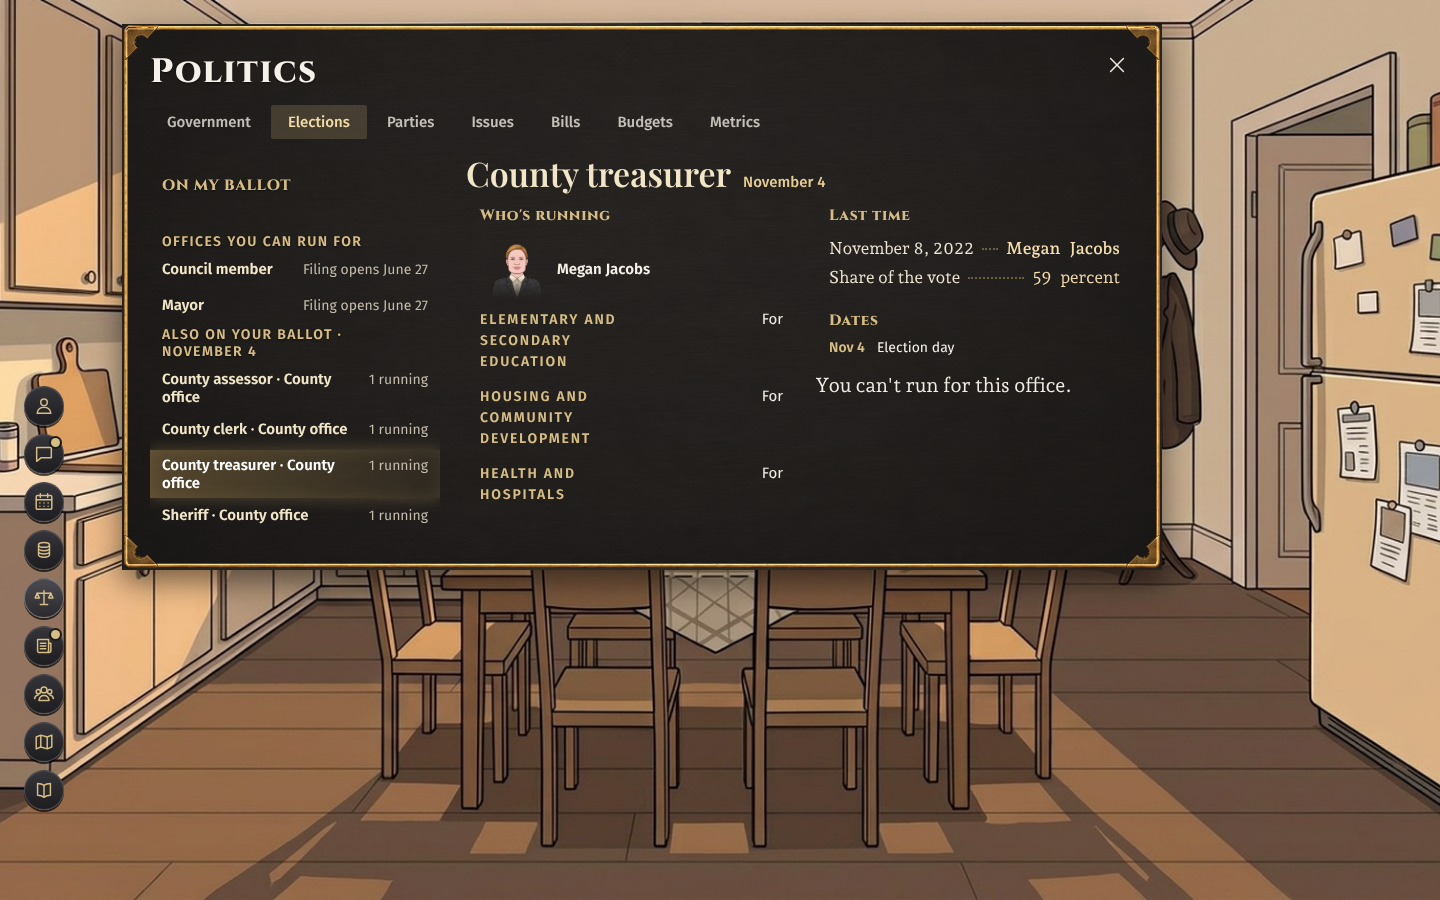 Politics
Government Elections Parties Issues Bills Budgets Metrics
On my ballot
OFFICES YOU CAN RUN FOR
Council member Filing opens June 27
Mayor Filing opens June 27
ALSO ON YOUR BALLOT ·
NOVEMBER 4
County assessor · County
office
1 running
County clerk · County office 1 running
County treasurer · County
office
1 running
Sheriff · County office 1 running
County treasurer November 4
Who's running
Megan Jacobs
ELEMENTARY AND
SECONDARY
EDUCATION
For
HOUSING AND
COMMUNITY
DEVELOPMENT
For
HEALTH AND
HOSPITALS
For
Last time
November 8, 2022 Megan Jacobs
Share of the vote 59 percent
Dates
Nov 4 Election day
You can't run for this office.